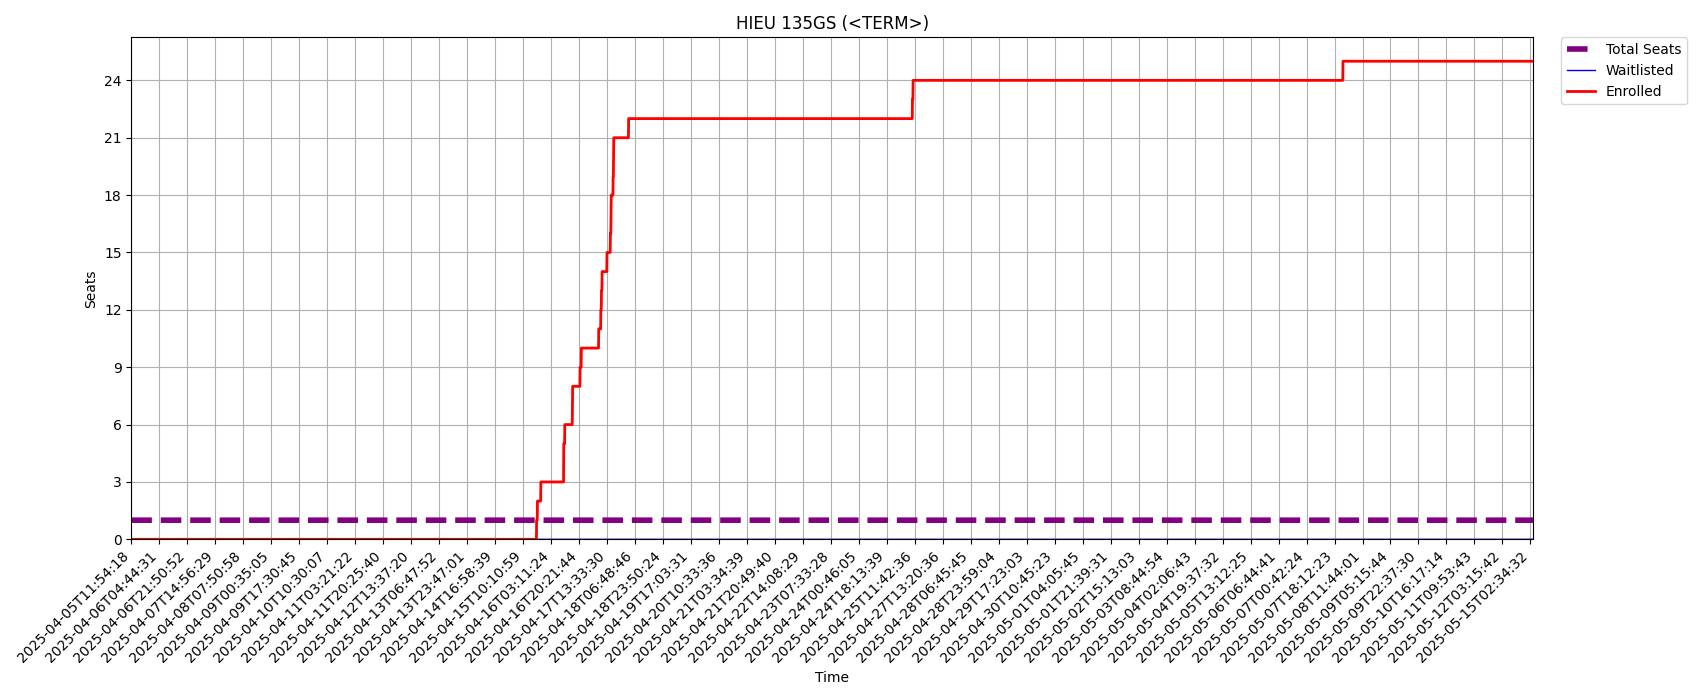 HIEU 135GS (<TERM>)
Total Seats
Waitlisted
Enrolled
Seats
24
21
18
15
12
9
6
3
0
2025-04-05T11:54:18
2025-04-06T04:44:31
2025-04-06T21:50:52
2025-04-07T14:56:29
2025-04-08T07:50:58
2025-04-09T00:35:05
2025-04-09T17:30:45
2025-04-10T10:30:07
2025-04-11T03:21:22
2025-04-11T20:25:40
2025-04-12T13:37:20
2025-04-13T06:47:52
2025-04-13T23:47:01
2025-04-14T16:58:39
2025-04-15T10:10:59
2025-04-16T03:11:24
2025-04-16T20:21:44
2025-04-17T13:33:30
2025-04-18T06:48:46
2025-04-18T23:50:24
2025-04-19T17:03:31
2025-04-20T10:33:36
2025-04-21T03:34:39
2025-04-21T20:49:40
2025-04-22T14:08:29
2025-04-23T07:33:28
2025-04-24T00:46:05
2025-04-24T18:13:39
2025-04-25T11:42:36
2025-04-27T13:20:36
2025-04-28T06:45:45
2025-04-28T23:59:04
2025-04-29T17:23:03
2025-04-30T10:45:23
2025-05-01T04:05:45
2025-05-01T21:39:31
2025-05-02T15:13:03
2025-05-03T08:44:54
2025-05-04T02:06:43
2025-05-04T19:37:32
2025-05-05T13:12:25
2025-05-06T06:44:41
2025-05-07T00:42:24
2025-05-07T18:12:23
2025-05-08T11:44:01
2025-05-09T05:15:44
2025-05-09T22:37:30
2025-05-10T16:17:14
2025-05-11T09:53:43
2025-05-12T03:15:42
2025-05-15T02:34:32
Time